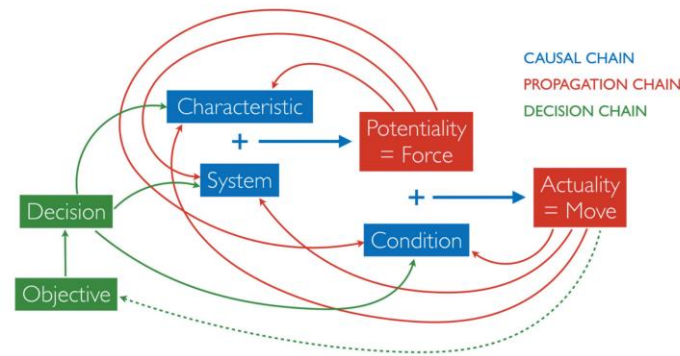 CAUSAL CHAIN
PROPAGATION CHAIN
DECISION CHAIN
Characteristic
+
Potentiality
= Force
System
+
Actuality
= Move
Decision
Condition
Objective